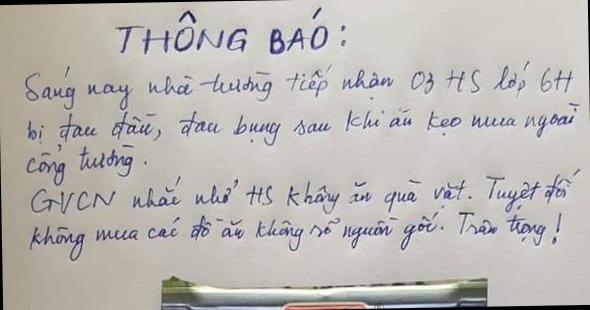 THÔNG BÁO:
Sáng nay nhà trường tiếp nhận 03 HS lớp 6H
bị đau đầu, đau bụng sau khi ăn kẹo mua ngoài
cổng trường.
GVCN nhắc nhở HS không ăn quà vặt. Tuyệt đối
không mua các đồ ăn không rõ nguồn gốc. Trân trọng!